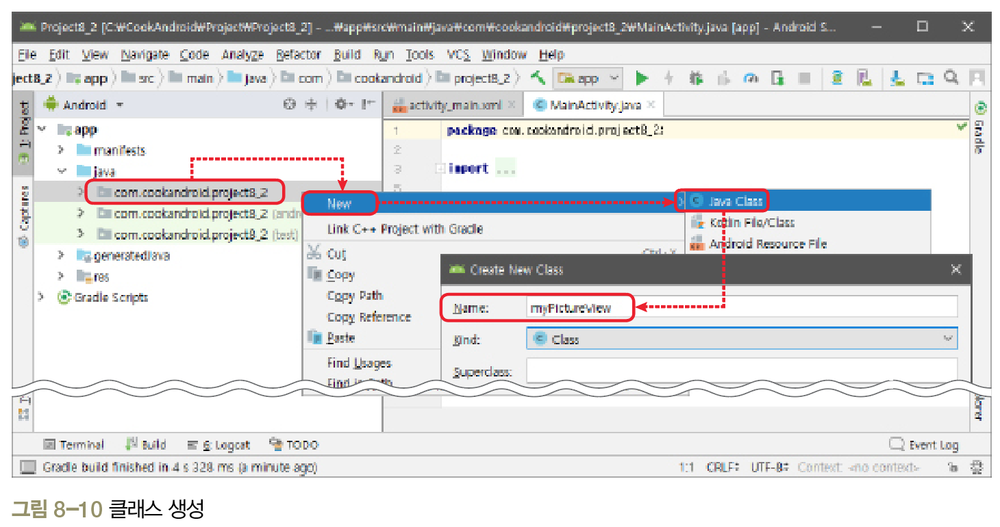 Project8_2 [C:₩CookAndroid₩Project₩Project8_2] - ...₩app₩src₩main₩java₩com₩cookandroid₩project8_2₩MainActivity.java [app] - Android S...
File Edit View Navigate Code Analyze Refactor Build Run Tools VCS Window Help
ject8_2 app src main java com cookandroid project8_2 app
1: Project
Android
activity_main.xml
MainActivity.java
Gradle
app
manifests
java
com.cookandroid.project8_2
com.cookandroid.project8_2 (andr
com.cookandroid.project8_2 (test)
generatedJava
res
Gradle Scripts
Captures
1 package com.cookandroid.project8_2;
2
3 import ...
5
New
Link C++ Project with Gradle
Cut
Copy
Copy Path
Copy Reference
Paste
Find Usages
Java Class
Kotlin File/Class
Android Resource File
Create New Class
Name: myPictureView
Kind: Class
Superclass:
Terminal Build 6: Logcat TODO Event Log
Gradle build finished in 4 s 328 ms (a minute ago) 1:1 CRLF÷ UTF-8÷ Context: <no context>
그림 8-10 클래스 생성